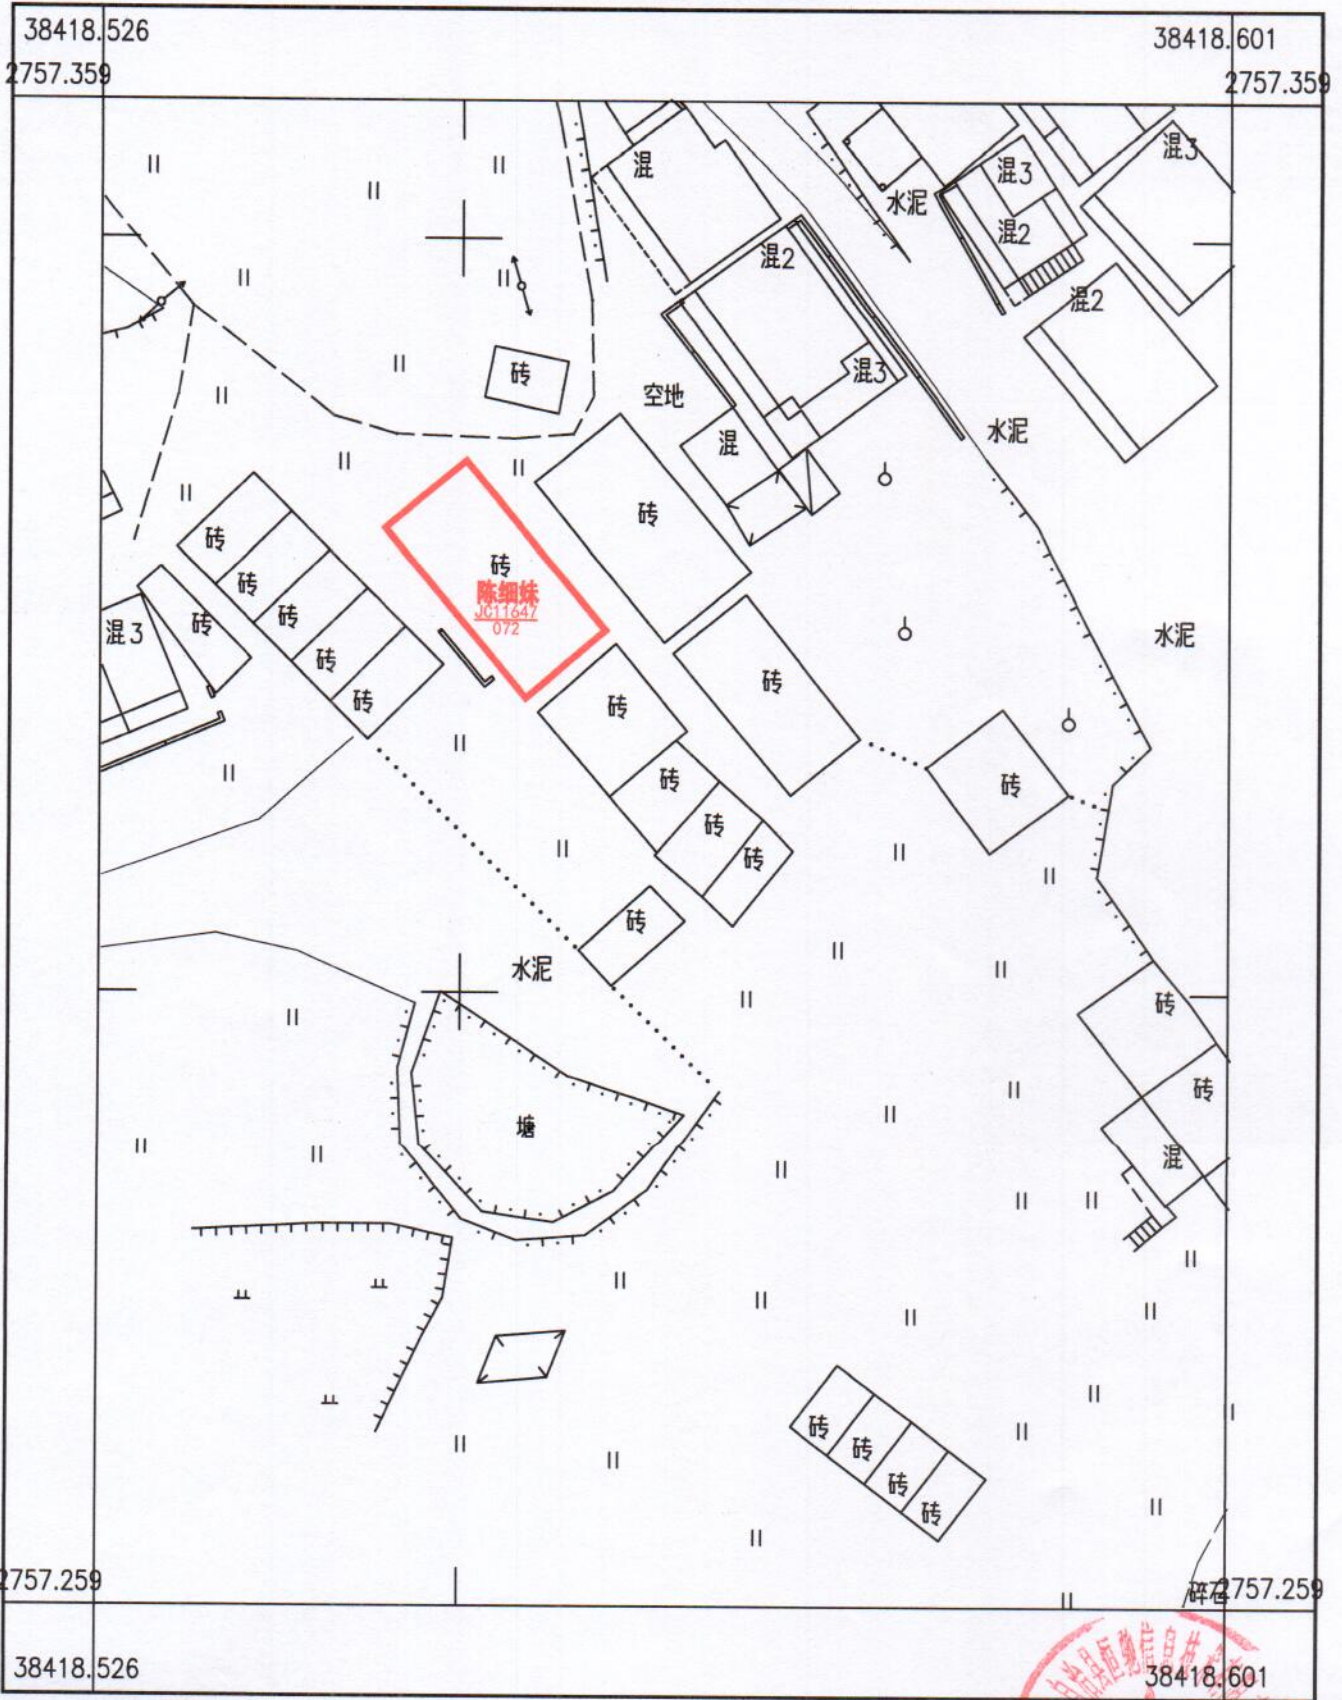 38418.526
38418.601
2757.359
2757.359
混
混3
混3
水泥
混2
混2
混2
砖
混3
空地
水泥
混
砖
砖
砖
陈细妹
JC11647
072
砖
砖
砖
混3
水泥
砖
砖
砖
砖
砖
砖
砖
砖
砖
砖
水泥
砖
砖
塘
混
砖
砖
砖
砖
2757.259
碎石
2757.259
38418.526
38418.601